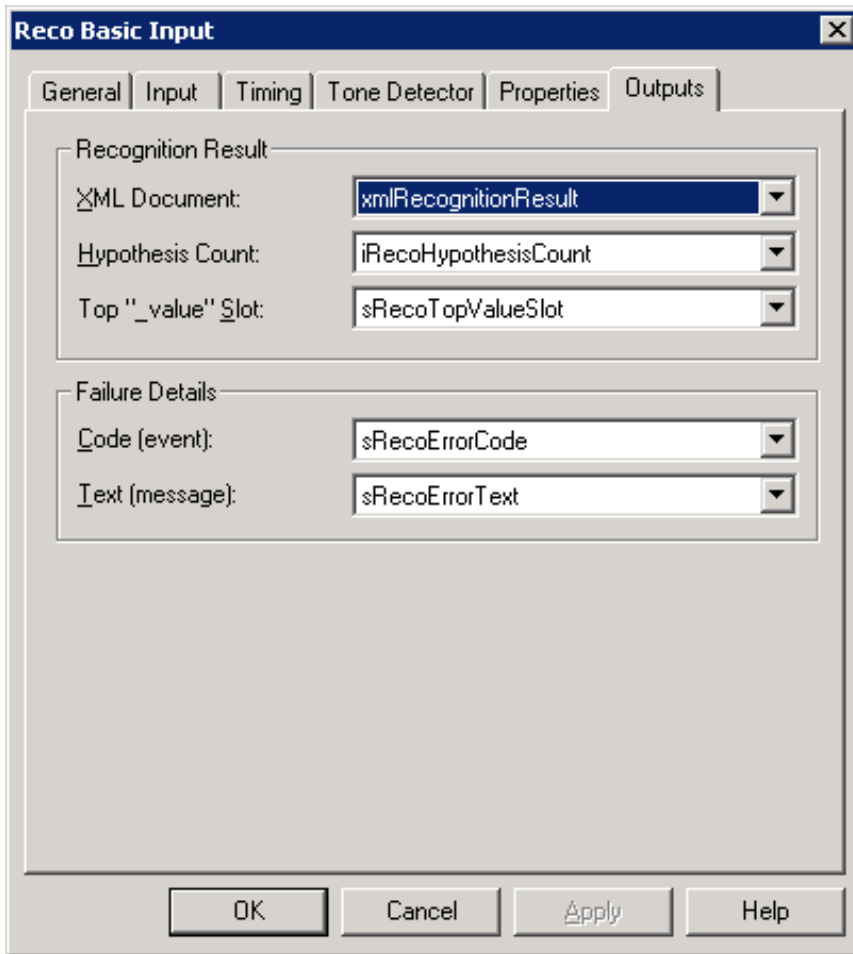 Reco Basic Input
General Input Timing Tone Detector Properties Outputs
Recognition Result
XML Document: xmlRecognitionResult
Hypothesis Count: iRecoHypothesisCount
Top "_value" Slot: sRecoTopValueSlot
Failure Details
Code (event): sRecoErrorCode
Text (message): sRecoErrorText
OK Cancel Apply Help